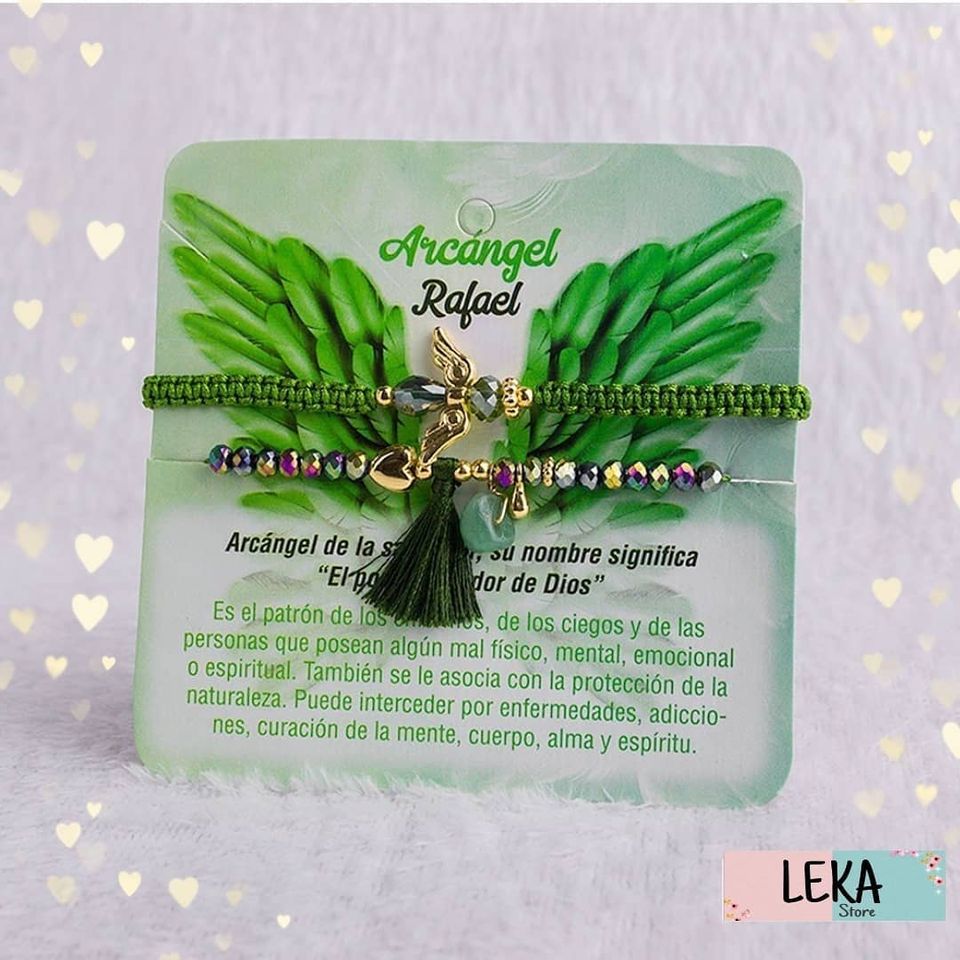 Arcángel
Rafael
Arcángel de la su nombre significa
"El dor de Dios"
Es el patrón de los de los ciegos y de las
personas que posean algún mal físico, mental, emocional
o espiritual. También se le asocia con la protección de la
naturaleza. Puede interceder por enfermedades, adiccio-
nes, curación de la mente, cuerpo, alma y espíritu.
LEKA
Store